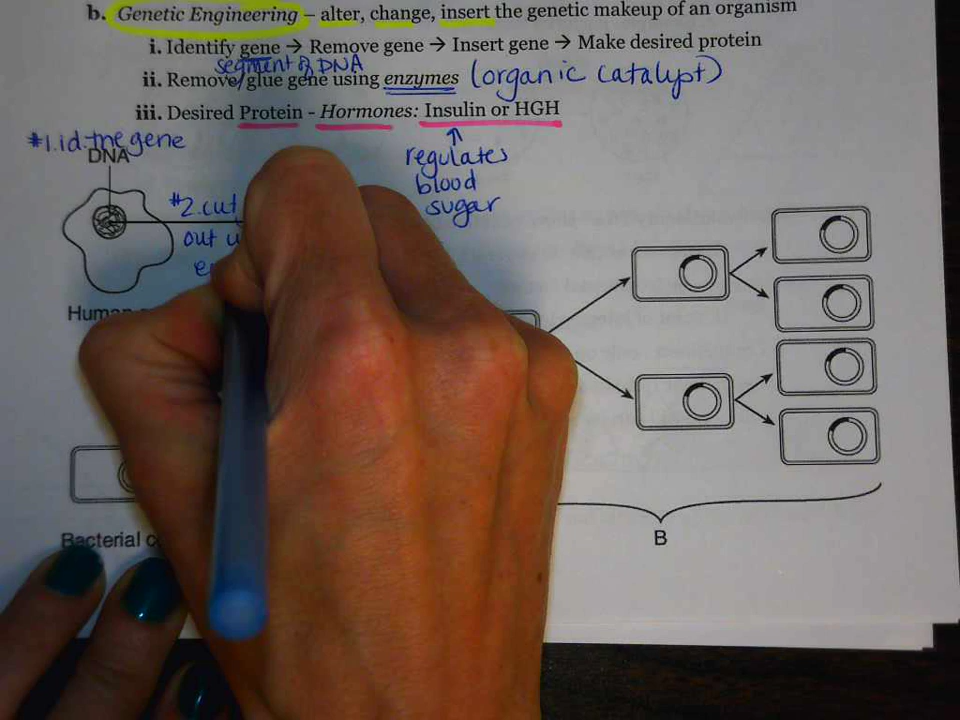 b. Genetic Engineering – alter, change, insert the genetic makeup of an organism
i. Identify gene → Remove gene → Insert gene → Make desired protein
segment of DNA
ii. Remove/glue gene using enzymes (organic catalyst)
iii. Desired Protein - Hormones: Insulin or HGH
#1. id. the gene
DNA
regulates
blood
sugar
#2. cut
out
Human
Bacterial
B